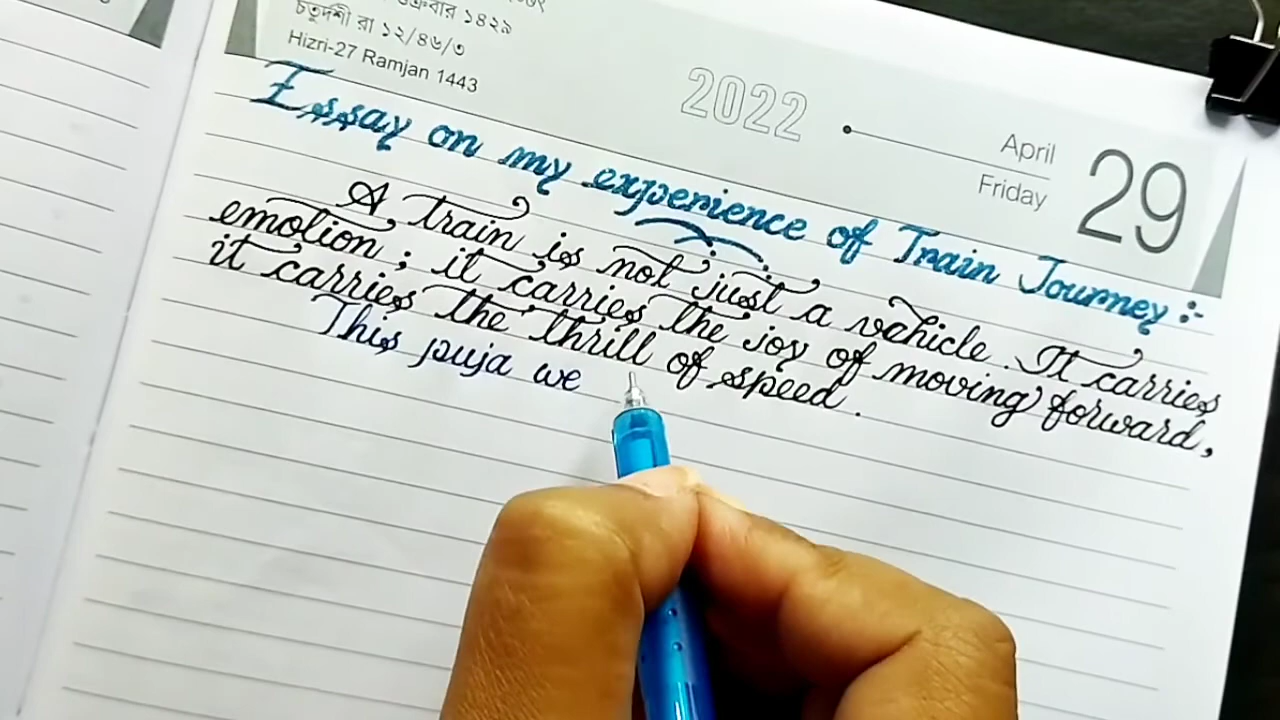 শুক্রবার ১৪২৯
চতুর্দশী রা ১২/৪৬/৩
Hizri-27 Ramjan 1443
2022
April
Friday
29
Essay on my experience of Train Journey :-
A train is not just a vehicle. It carries
emotion; it carries the joy of moving forward,
it carries the thrill of speed.
This puja we